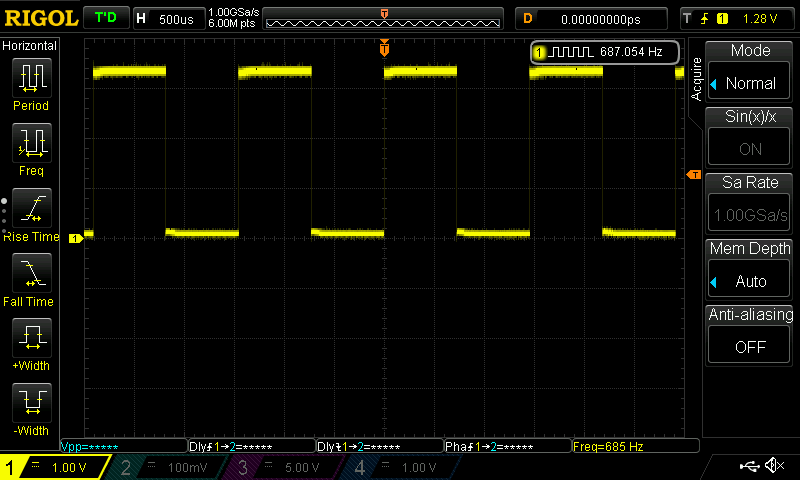 RIGOL T'D H 500us 1.00GSa/s 6.00M pts T D 0.00000000ps T 1 1.28 V
Horizontal
Period
Freq
Rise Time
Fall Time
+Width
-Width
T
1 687.054 Hz
T
1
Acquire
Mode
Normal
Sin(x)/x
ON
Sa Rate
1.00GSa/s
Mem Depth
Auto
Anti-aliasing
OFF
Vpp=***** Dly1→2=***** Dly1→2=***** Pha1→2=***** Freq=685 Hz
1 1.00 V 2 100mV 3 5.00 V 4 1.00 V